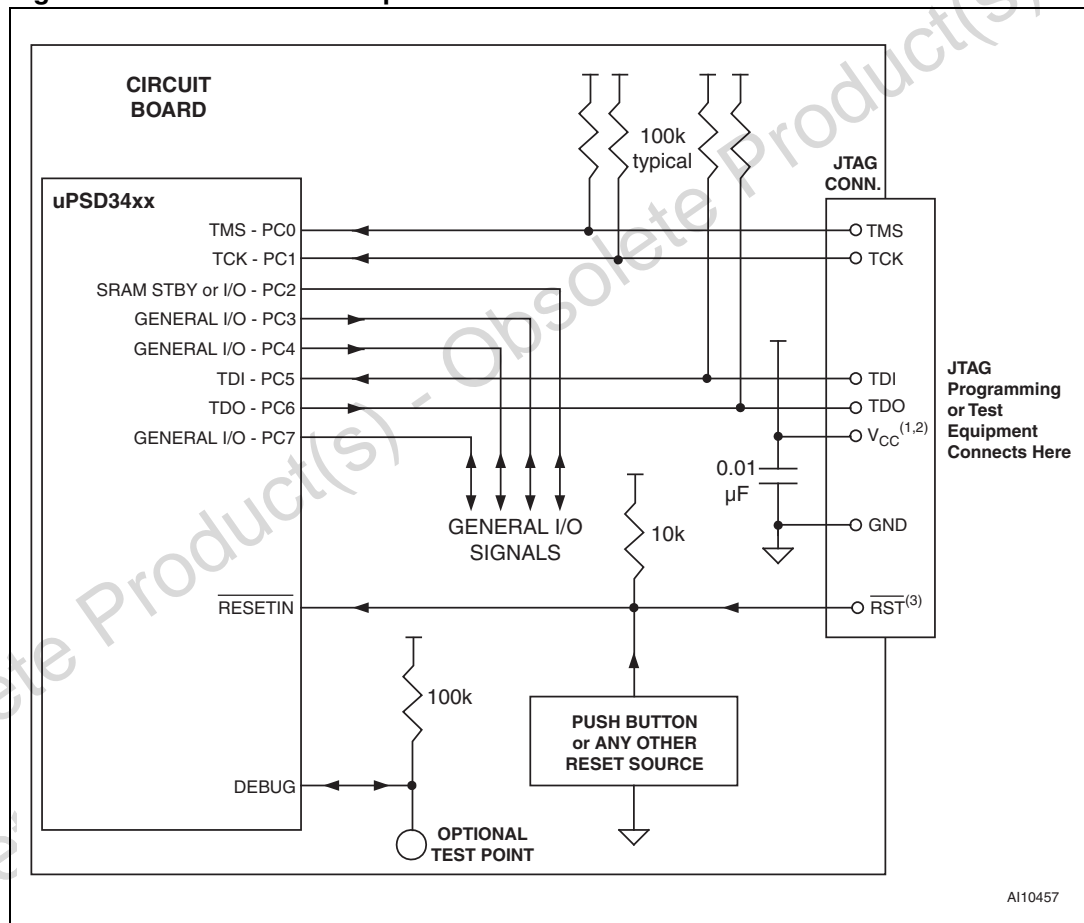 CIRCUIT
BOARD
100k
typical
JTAG
CONN.
uPSD34xx
TMS - PC0
TCK - PC1
SRAM STBY or I/O - PC2
GENERAL I/O - PC3
GENERAL I/O - PC4
TDI - PC5
TDO - PC6
GENERAL I/O - PC7
TMS
TCK
TDI
TDO
VCC(1,2)
GND
RST(3)
JTAG
Programming
or Test
Equipment
Connects Here
0.01
µF
GENERAL I/O
SIGNALS
10k
RESETIN
100k
PUSH BUTTON
or ANY OTHER
RESET SOURCE
DEBUG
OPTIONAL
TEST POINT
AI10457
Product(s) - Obsolete Product(s)